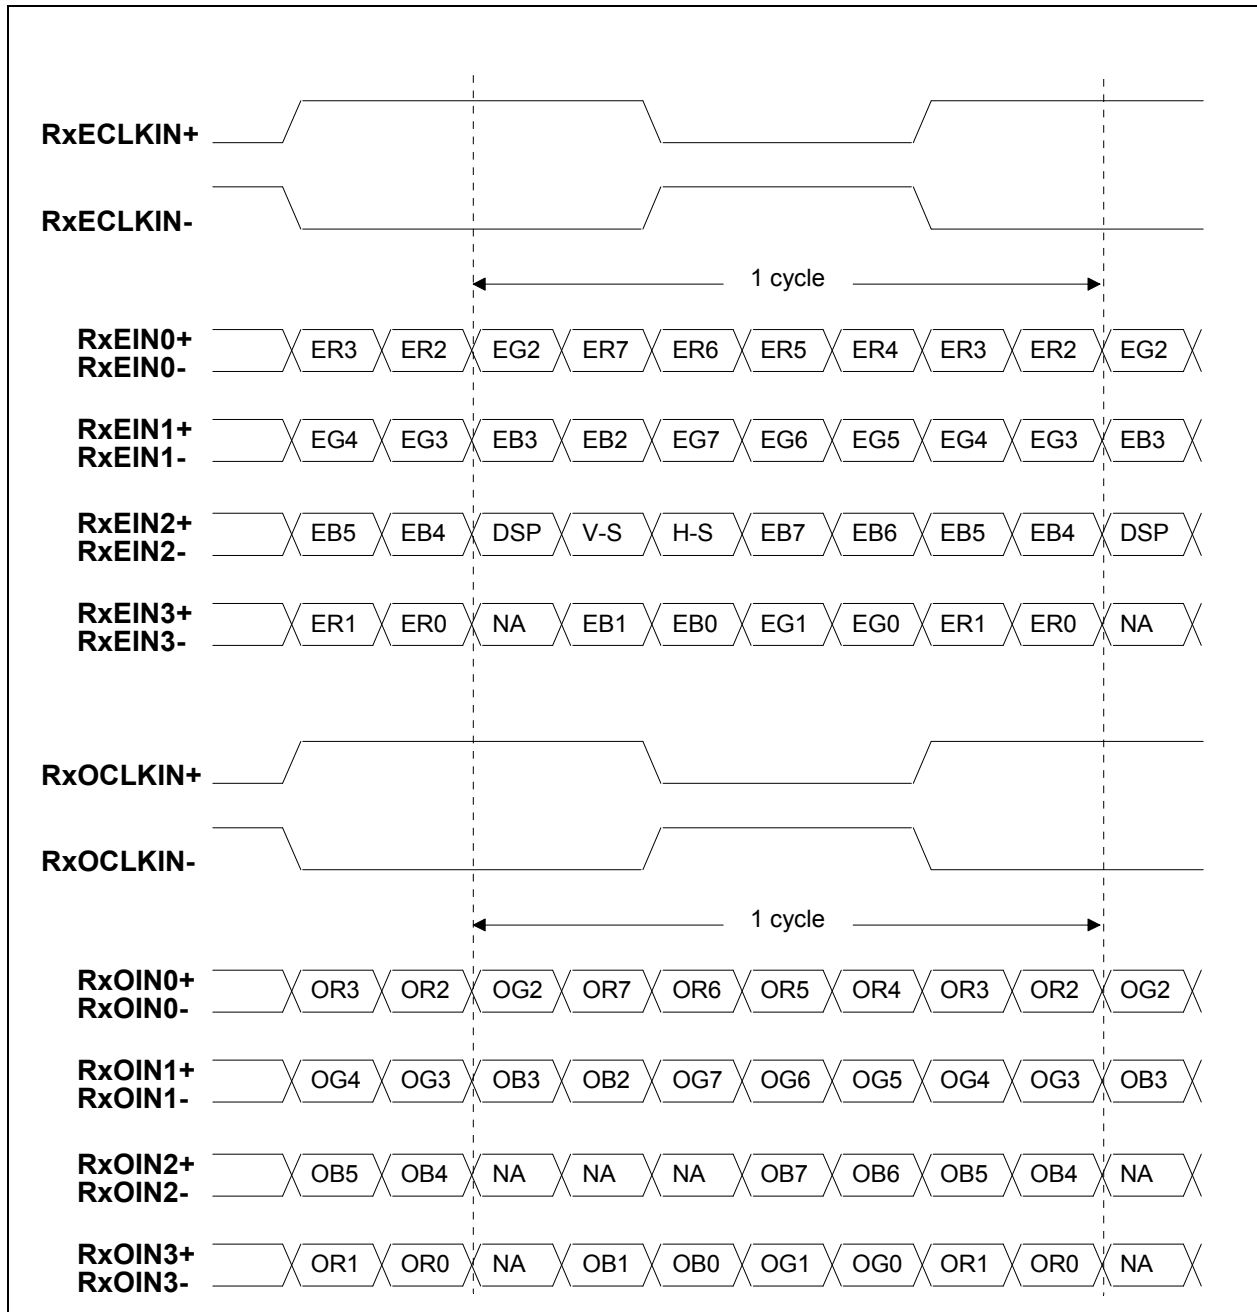 RxECLKIN+
RxECLKIN-
1 cycle
RxEIN0+
RxEIN0-
ER3 ER2 EG2 ER7 ER6 ER5 ER4 ER3 ER2 EG2
RxEIN1+
RxEIN1-
EG4 EG3 EB3 EB2 EG7 EG6 EG5 EG4 EG3 EB3
RxEIN2+
RxEIN2-
EB5 EB4 DSP V-S H-S EB7 EB6 EB5 EB4 DSP
RxEIN3+
RxEIN3-
ER1 ER0 NA EB1 EB0 EG1 EG0 ER1 ER0 NA
RxOCLKIN+
RxOCLKIN-
1 cycle
RxOIN0+
RxOIN0-
OR3 OR2 OG2 OR7 OR6 OR5 OR4 OR3 OR2 OG2
RxOIN1+
RxOIN1-
OG4 OG3 OB3 OB2 OG7 OG6 OG5 OG4 OG3 OB3
RxOIN2+
RxOIN2-
OB5 OB4 NA NA NA OB7 OB6 OB5 OB4 NA
RxOIN3+
RxOIN3-
OR1 OR0 NA OB1 OB0 OG1 OG0 OR1 OR0 NA